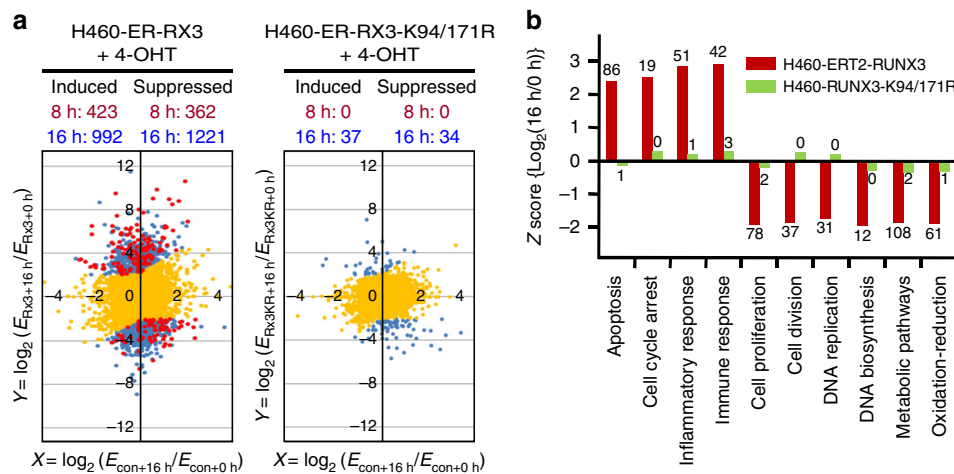 a
H460-ER-RX3
+ 4-OHT
Induced Suppressed
8 h: 423 8 h: 362
16 h: 992 16 h: 1221
12
8
4
−4 −2 0 2 4
−4
−8
−12
Y = log2 (ERx3+16 h/ERx3+0 h)
H460-ER-RX3-K94/171R
+ 4-OHT
Induced Suppressed
8 h: 0 8 h: 0
16 h: 37 16 h: 34
12
8
4
−4 −2 0 2 4
−4
−8
−12
Y = log2 (ERx3KR+16 h/ERx3KR+0 h)
X = log2 (Econ+16 h/Econ+0 h)
X = log2 (Econ+16 h/Econ+0 h)
b
Z score {Log2(16 h/0 h)}
3
2
1
0
−1
−2
H460-ERT2-RUNX3
H460-RUNX3-K94/171R
86 19 51 42
0 1 3 0 0
1 2 0 2 1
78 37 31 12 108 61
Apoptosis
Cell cycle arrest
Inflammatory response
Immune response
Cell proliferation
Cell division
DNA replication
DNA biosynthesis
Metabolic pathways
Oxidation-reduction